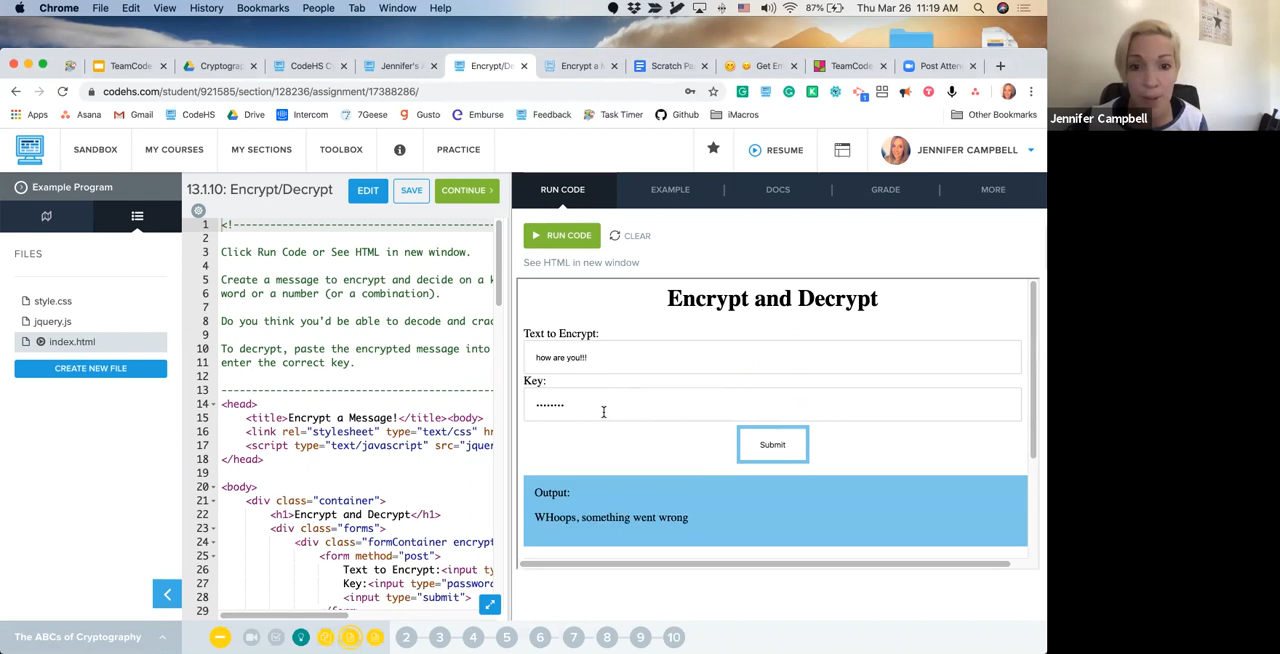 Chrome File Edit View History Bookmarks People Tab Window Help 87% Thu Mar 26 11:19 AM
TeamCode Cryptograp CodeHS C Jennifer's Encrypt/De Encrypt a M Scratch Pa Get Em TeamCode Post Atten
codehs.com/student/921585/section/128236/assignment/17388286/
Apps Asana Gmail CodeHS Drive Intercom 7Geese Gusto Emburse Feedback Task Timer Github iMacros Other Bookmarks
Jennifer Campbell
SANDBOX MY COURSES MY SECTIONS TOOLBOX PRACTICE RESUME JENNIFER CAMPBELL
Example Program
13.1.10: Encrypt/Decrypt EDIT SAVE CONTINUE >
RUN CODE EXAMPLE DOCS GRADE MORE
FILES
style.css
jquery.js
index.html
CREATE NEW FILE
1 <!--------------------------------------------
2
3 Click Run Code or See HTML in new window.
4
5 Create a message to encrypt and decide on a k
6 word or a number (or a combination).
7
8 Do you think you'd be able to decode and crac
9
10 To decrypt, paste the encrypted message into
11 enter the correct key.
12
13 ---------------------------------------------
14 <head>
15 <title>Encrypt a Message!</title><body>
16 <link rel="stylesheet" type="text/css" hr
17 <script type="text/javascript" src="jquer
18 </head>
19
20 <body>
21 <div class="container">
22 <h1>Encrypt and Decrypt</h1>
23 <div class="forms">
24 <div class="formContainer encrypt
25 <form method="post">
26 Text to Encrypt:<input ty
27 Key:<input type="password
28 <input type="submit">
29
RUN CODE CLEAR
See HTML in new window
Encrypt and Decrypt
Text to Encrypt:
how are you!!!
Key:
••••••••
Submit
Output:
WHoops, something went wrong
The ABCs of Cryptography 2 3 4 5 6 7 8 9 10